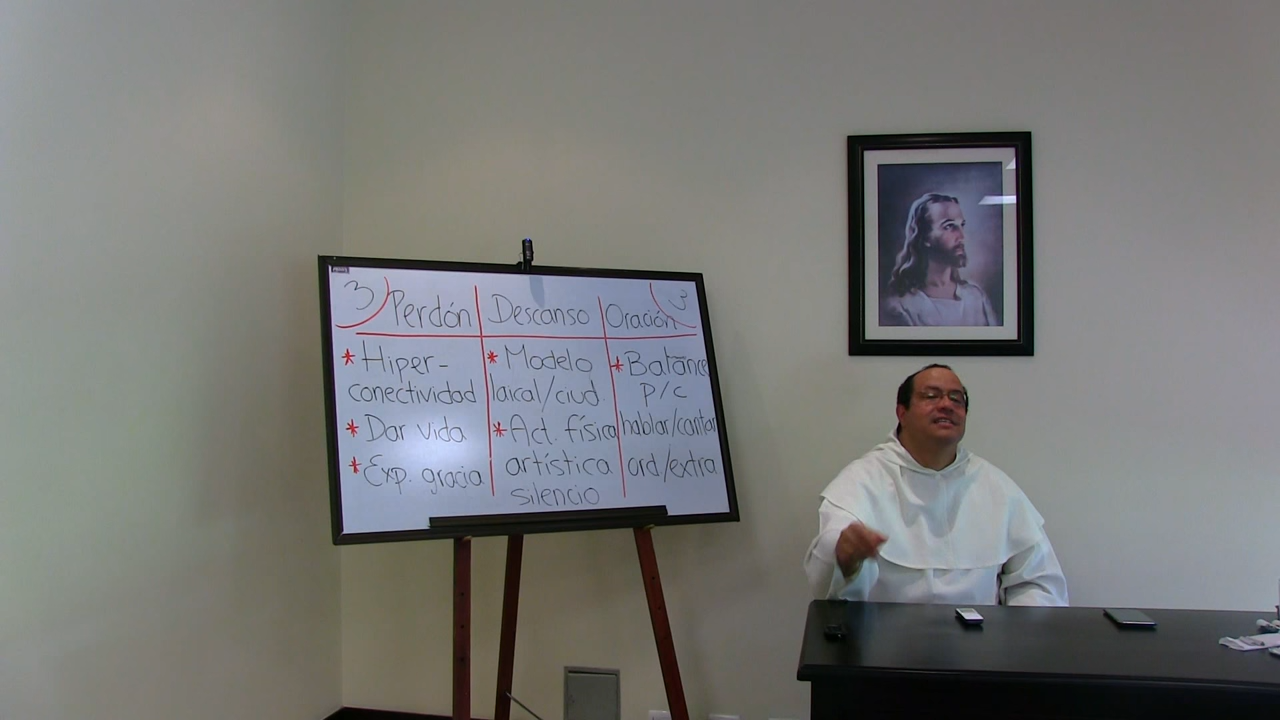 3) Perdón | Descanso | Oración 3
* Hiper- | * Modelo | * Balance
conectividad | laical/ciud. | p/c
* Dar vida | * Act. física | hablar/cantar
* Exp. gracia | artística | ord/extra
silencio